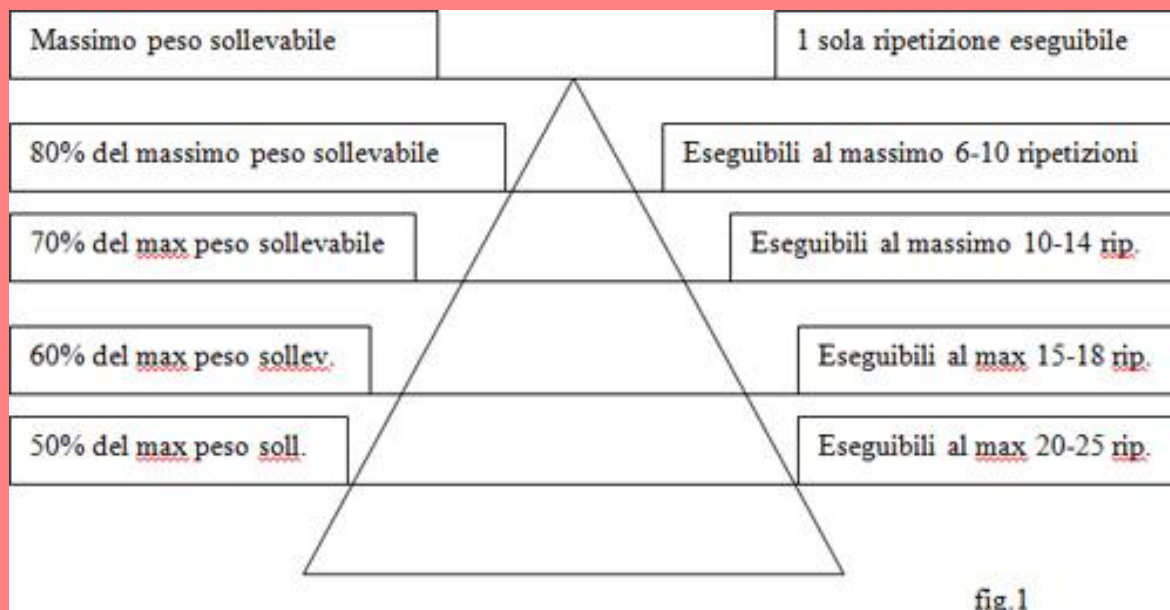 Massimo peso sollevabile
1 sola ripetizione eseguibile
80% del massimo peso sollevabile
Eseguibili al massimo 6-10 ripetizioni
70% del max peso sollevabile
Eseguibili al massimo 10-14 rip.
60% del max peso sollev.
Eseguibili al max 15-18 rip.
50% del max peso soll.
Eseguibili al max 20-25 rip.
fig.1